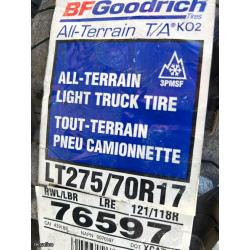 BFGoodrich
Tires
All-Terrain T/A® KO2
ALL-TERRAIN
LIGHT TRUCK TIRE
3PMSF
TOUT-TERRAIN
PNEU CAMIONNETTE
LT275/70R17
RWL/LBR LRE 121/118R
76597